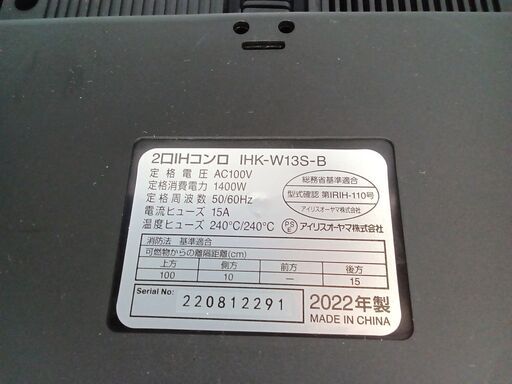 2口IHコンロ IHK-W13S-B
定格電圧 AC100V
定格消費電力 1400W
定格周波数 50/60Hz
電流ヒューズ 15A
温度ヒューズ 240℃/240℃
総務省基準適合
型式確認 第IRIH-110号
アイリスオーヤマ株式会社
PSE アイリスオーヤマ株式会社
消防法 基準適合
可燃物からの離隔距離(cm)
上方 側方 前方 後方
100 10 — 15
Serial No: 220812291
2022年製
MADE IN CHINA